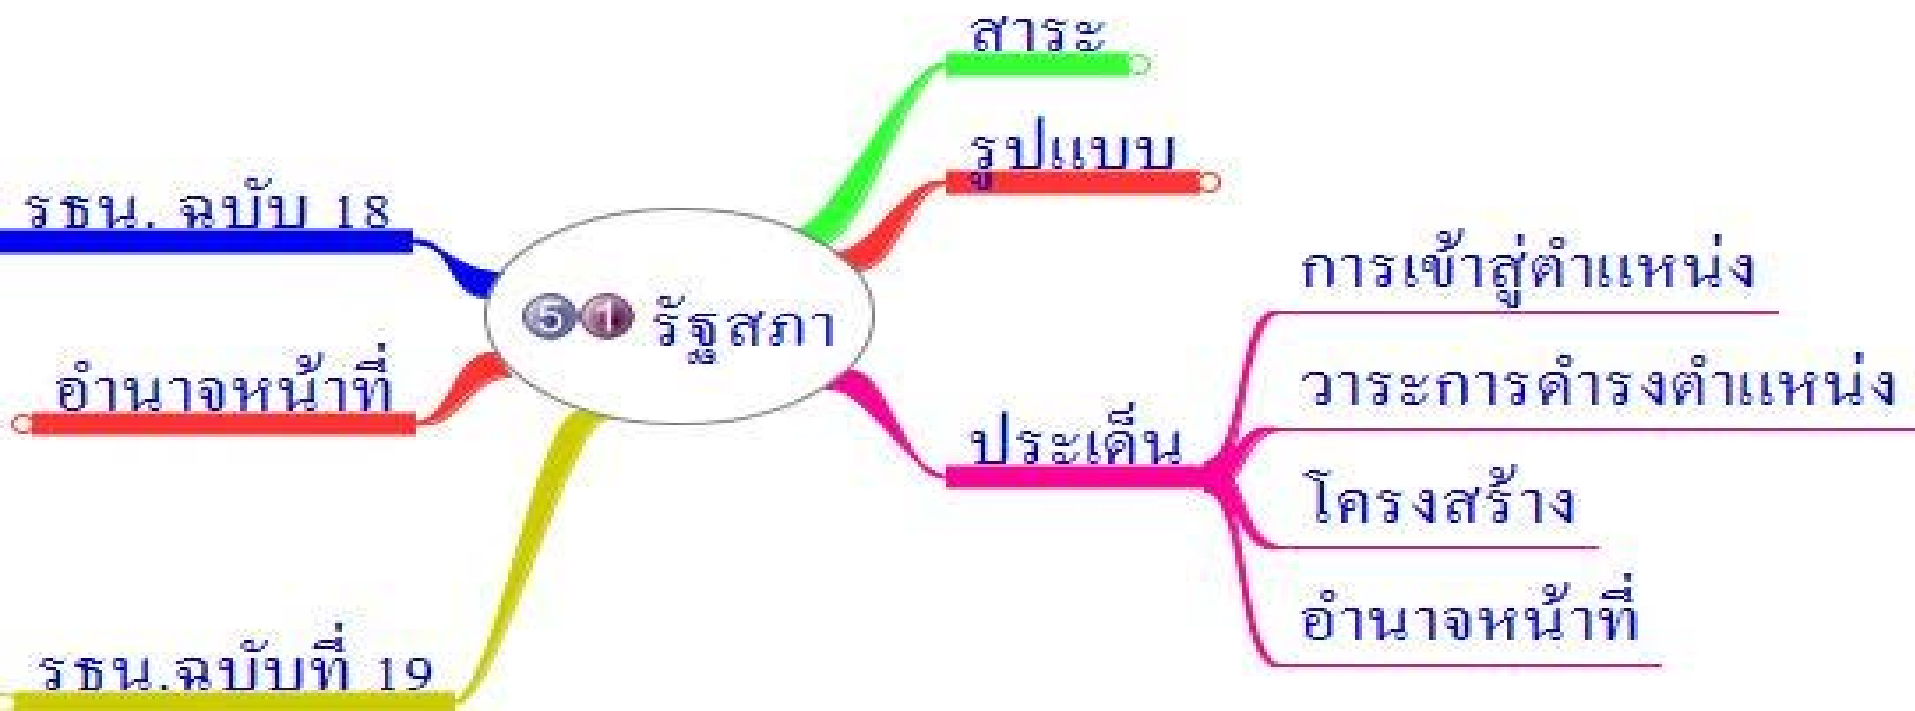 สาระ
รูปแบบ
รธน. ฉบับ 18
การเข้าสู่ตำแหน่ง
51 รัฐสภา
วาระการดำรงตำแหน่ง
อำนาจหน้าที่
ประเด็น
โครงสร้าง
อำนาจหน้าที่
รธน.ฉบับที่ 19